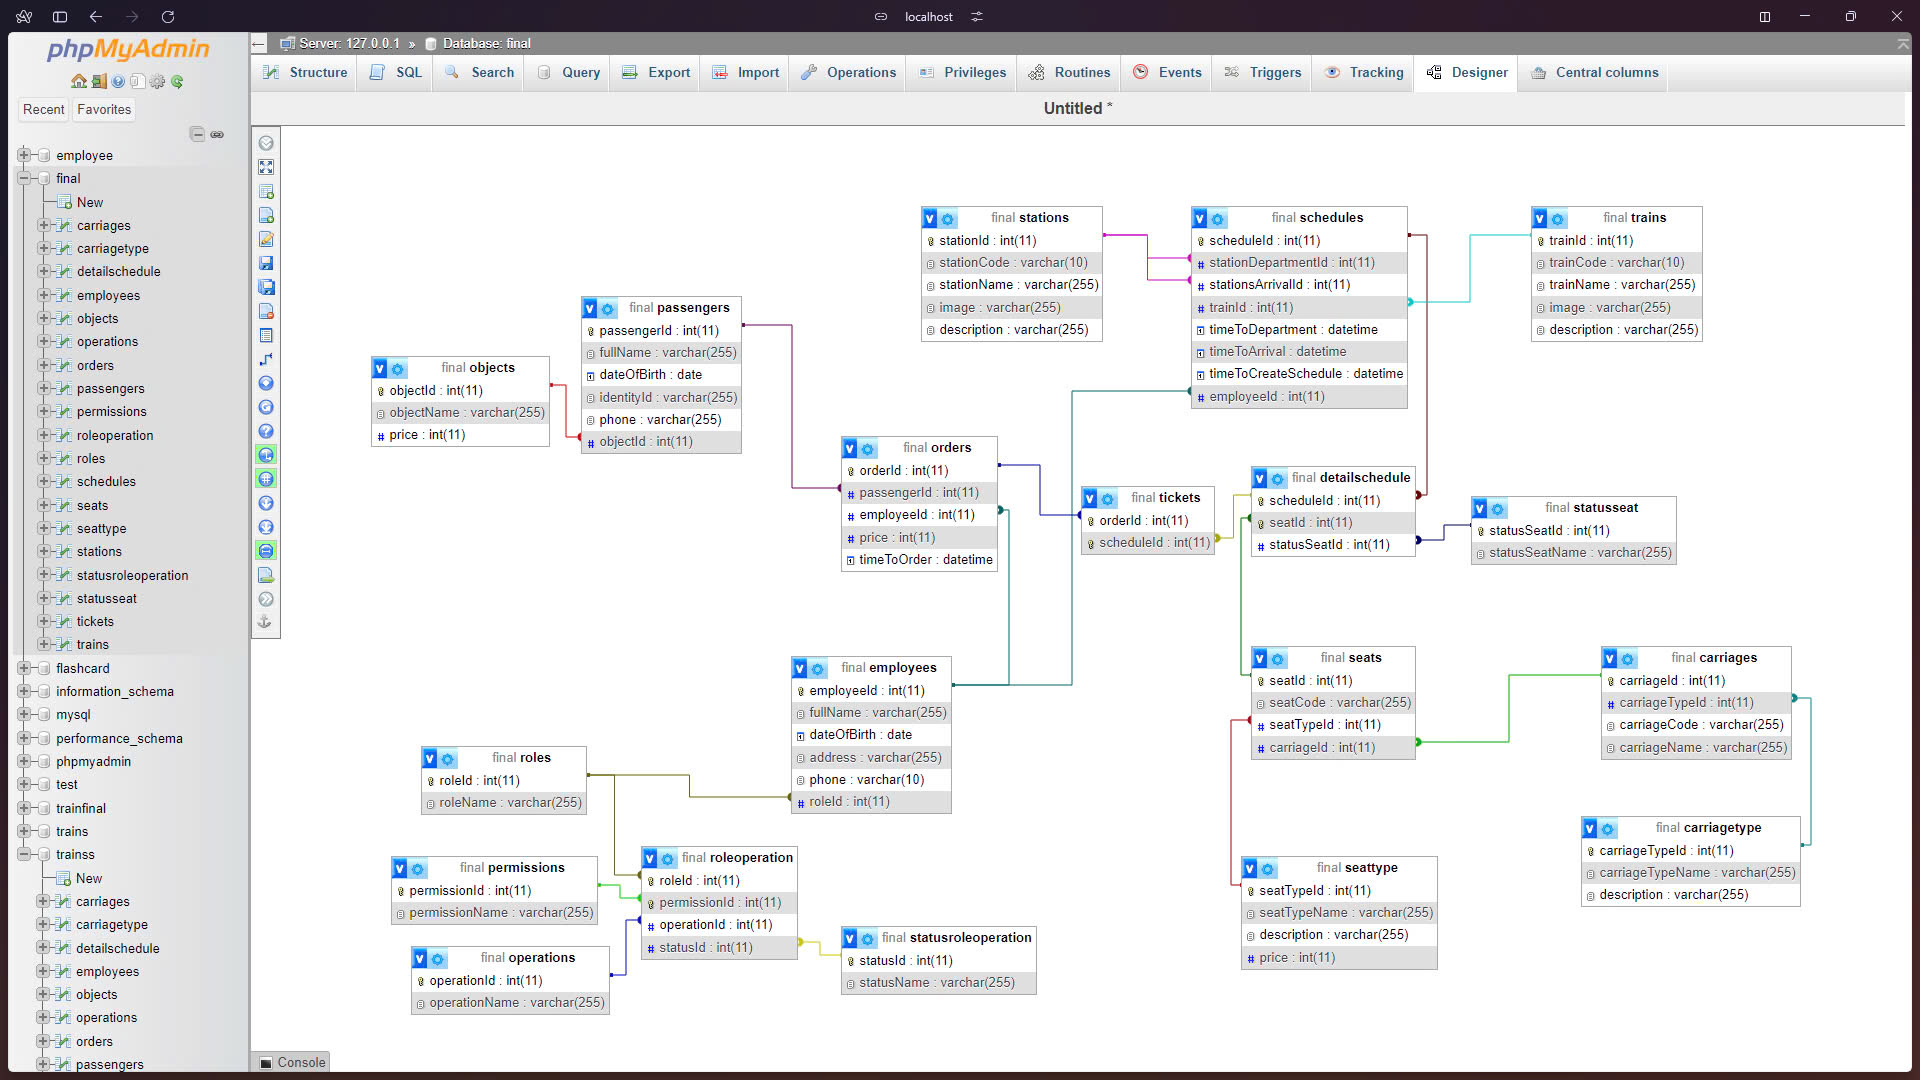 localhost
phpMyAdmin
Server: 127.0.0.1 » Database: final
Structure SQL Search Query Export Import Operations Privileges Routines Events Triggers Tracking Designer Central columns
Untitled *
Recent Favorites
employee
final
New
carriages
carriagetype
detailschedule
employees
objects
operations
orders
passengers
permissions
roleoperation
roles
schedules
seats
seattype
stations
statusroleoperation
statusseat
tickets
trains
flashcard
information_schema
mysql
performance_schema
phpmyadmin
test
trainfinal
trains
trainss
New
carriages
carriagetype
detailschedule
employees
objects
operations
orders
passengers
final stations
stationId : int(11)
stationCode : varchar(10)
stationName : varchar(255)
image : varchar(255)
description : varchar(255)
final schedules
scheduleId : int(11)
stationDepartmentId : int(11)
stationsArrivalId : int(11)
trainId : int(11)
timeToDepartment : datetime
timeToArrival : datetime
timeToCreateSchedule : datetime
employeeId : int(11)
final trains
trainId : int(11)
trainCode : varchar(10)
trainName : varchar(255)
image : varchar(255)
description : varchar(255)
final passengers
passengerId : int(11)
fullName : varchar(255)
dateOfBirth : date
identityId : varchar(255)
phone : varchar(255)
objectId : int(11)
final objects
objectId : int(11)
objectName : varchar(255)
price : int(11)
final orders
orderId : int(11)
passengerId : int(11)
employeeId : int(11)
price : int(11)
timeToOrder : datetime
final tickets
orderId : int(11)
scheduleId : int(11)
final detailschedule
scheduleId : int(11)
seatId : int(11)
statusSeatId : int(11)
final statusseat
statusSeatId : int(11)
statusSeatName : varchar(255)
final employees
employeeId : int(11)
fullName : varchar(255)
dateOfBirth : date
address : varchar(255)
phone : varchar(10)
roleId : int(11)
final seats
seatId : int(11)
seatCode : varchar(255)
seatTypeId : int(11)
carriageId : int(11)
final carriages
carriageId : int(11)
carriageTypeId : int(11)
carriageCode : varchar(255)
carriageName : varchar(255)
final roles
roleId : int(11)
roleName : varchar(255)
final permissions
permissionId : int(11)
permissionName : varchar(255)
final roleoperation
roleId : int(11)
permissionId : int(11)
operationId : int(11)
statusId : int(11)
final operations
operationId : int(11)
operationName : varchar(255)
final statusroleoperation
statusId : int(11)
statusName : varchar(255)
final seattype
seatTypeId : int(11)
seatTypeName : varchar(255)
description : varchar(255)
price : int(11)
final carriagetype
carriageTypeId : int(11)
carriageTypeName : varchar(255)
description : varchar(255)
Console